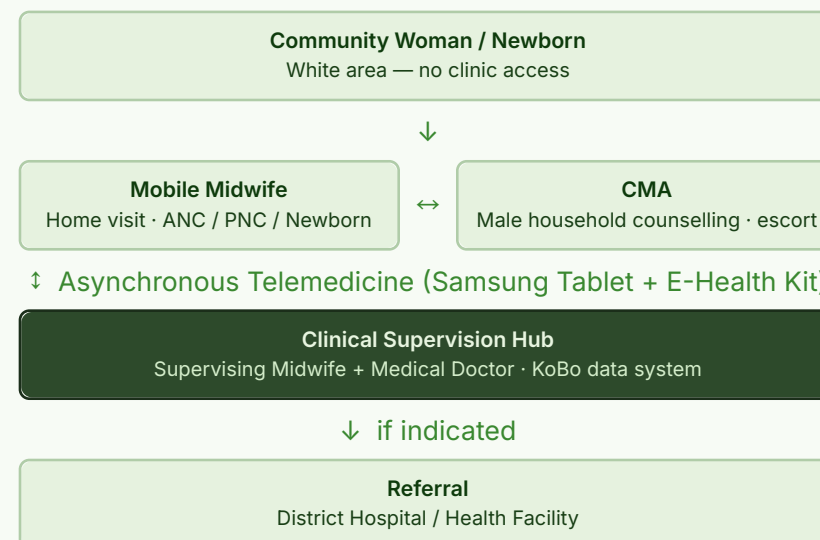 Community Woman / Newborn
White area — no clinic access
↓
Mobile Midwife
Home visit · ANC / PNC / Newborn
↔
CMA
Male household counselling · escort
↕ Asynchronous Telemedicine (Samsung Tablet + E-Health Kit)
Clinical Supervision Hub
Supervising Midwife + Medical Doctor · KoBo data system
↓ if indicated
Referral
District Hospital / Health Facility